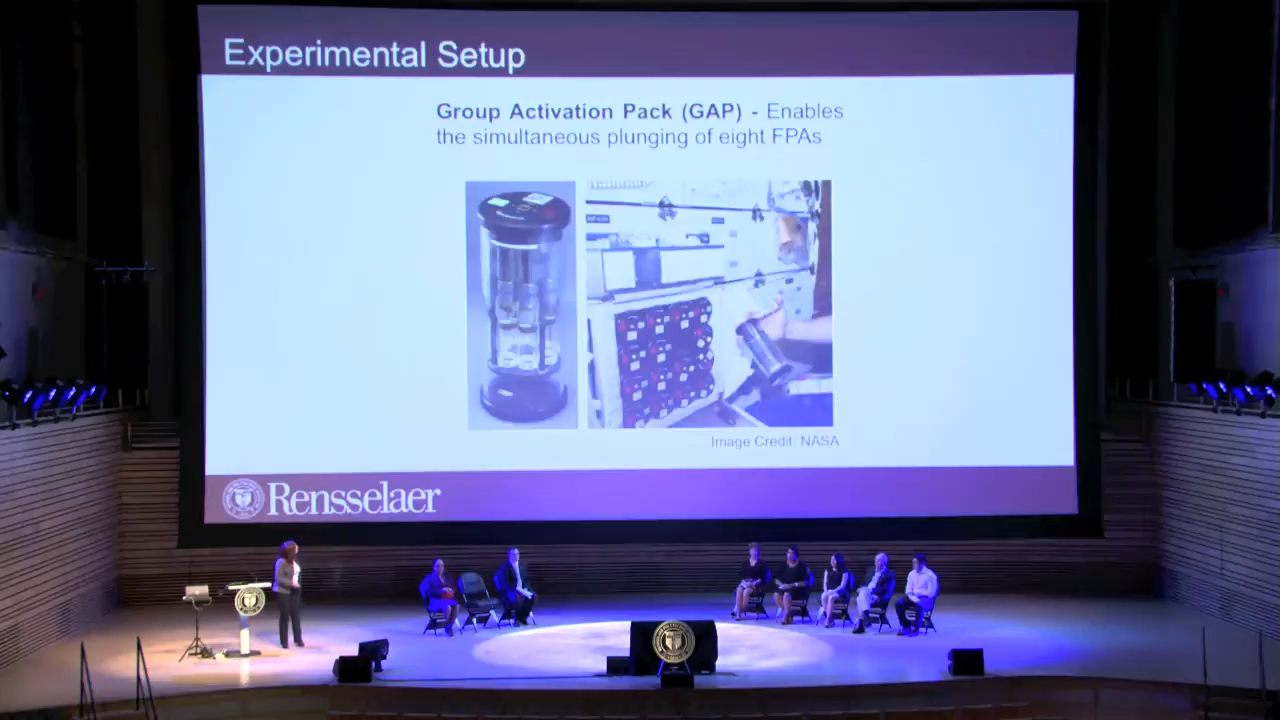 Experimental Setup
Group Activation Pack (GAP) - Enables
the simultaneous plunging of eight FPAs
Image Credit: NASA
Rensselaer